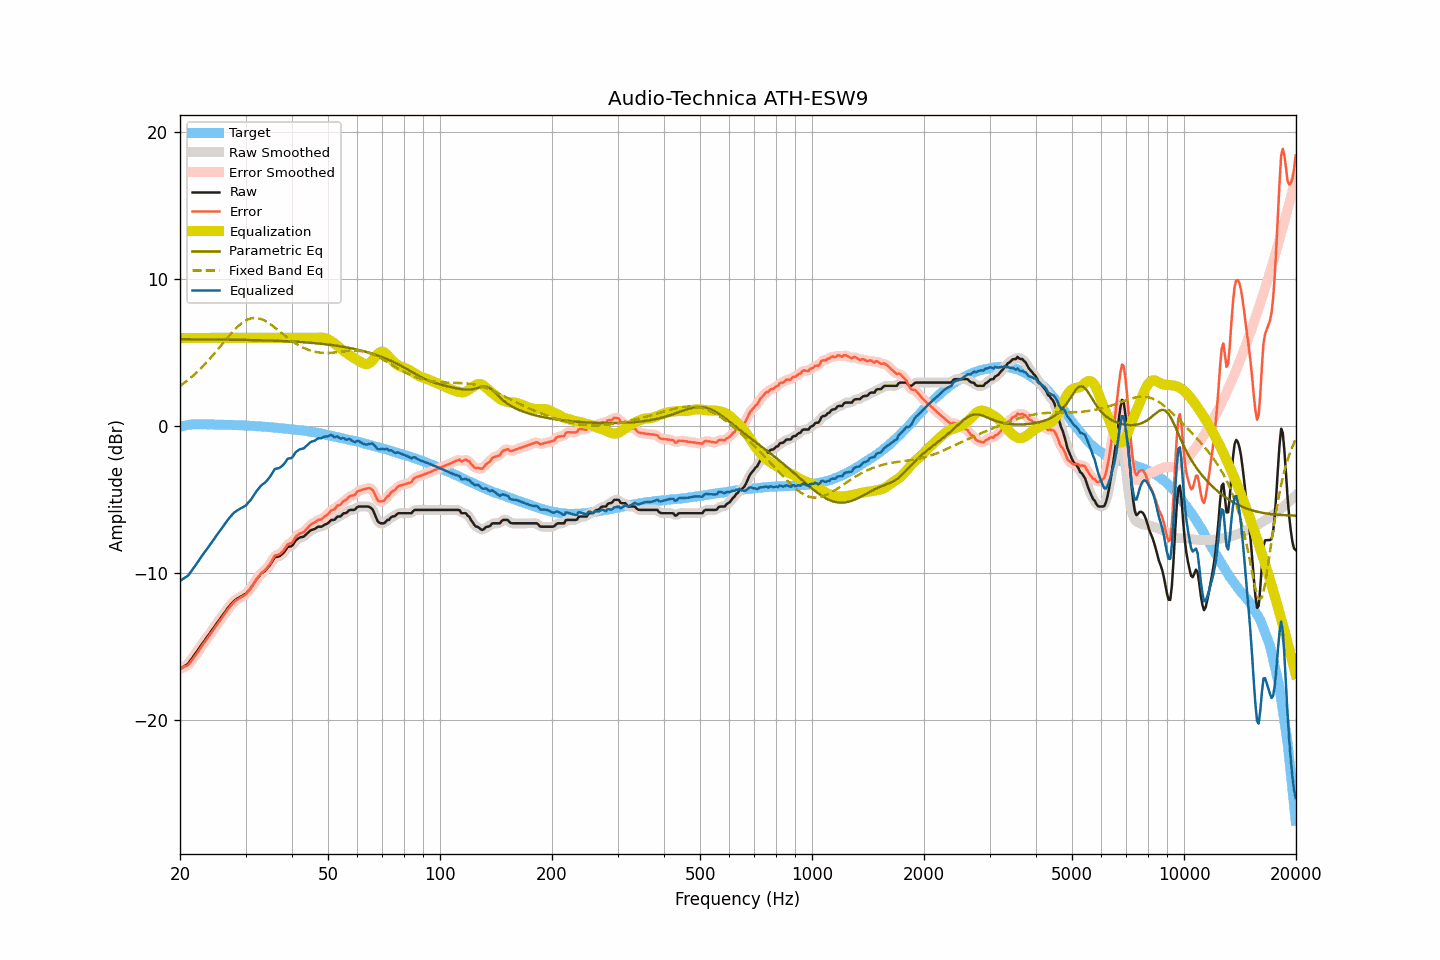 Audio-Technica ATH-ESW9
Target
Raw Smoothed
Error Smoothed
Raw
Error
Equalization
Parametric Eq
Fixed Band Eq
Equalized
20
10
0
−10
−20
Amplitude (dBr)
20 50 100 200 500 1000 2000 5000 10000 20000
Frequency (Hz)